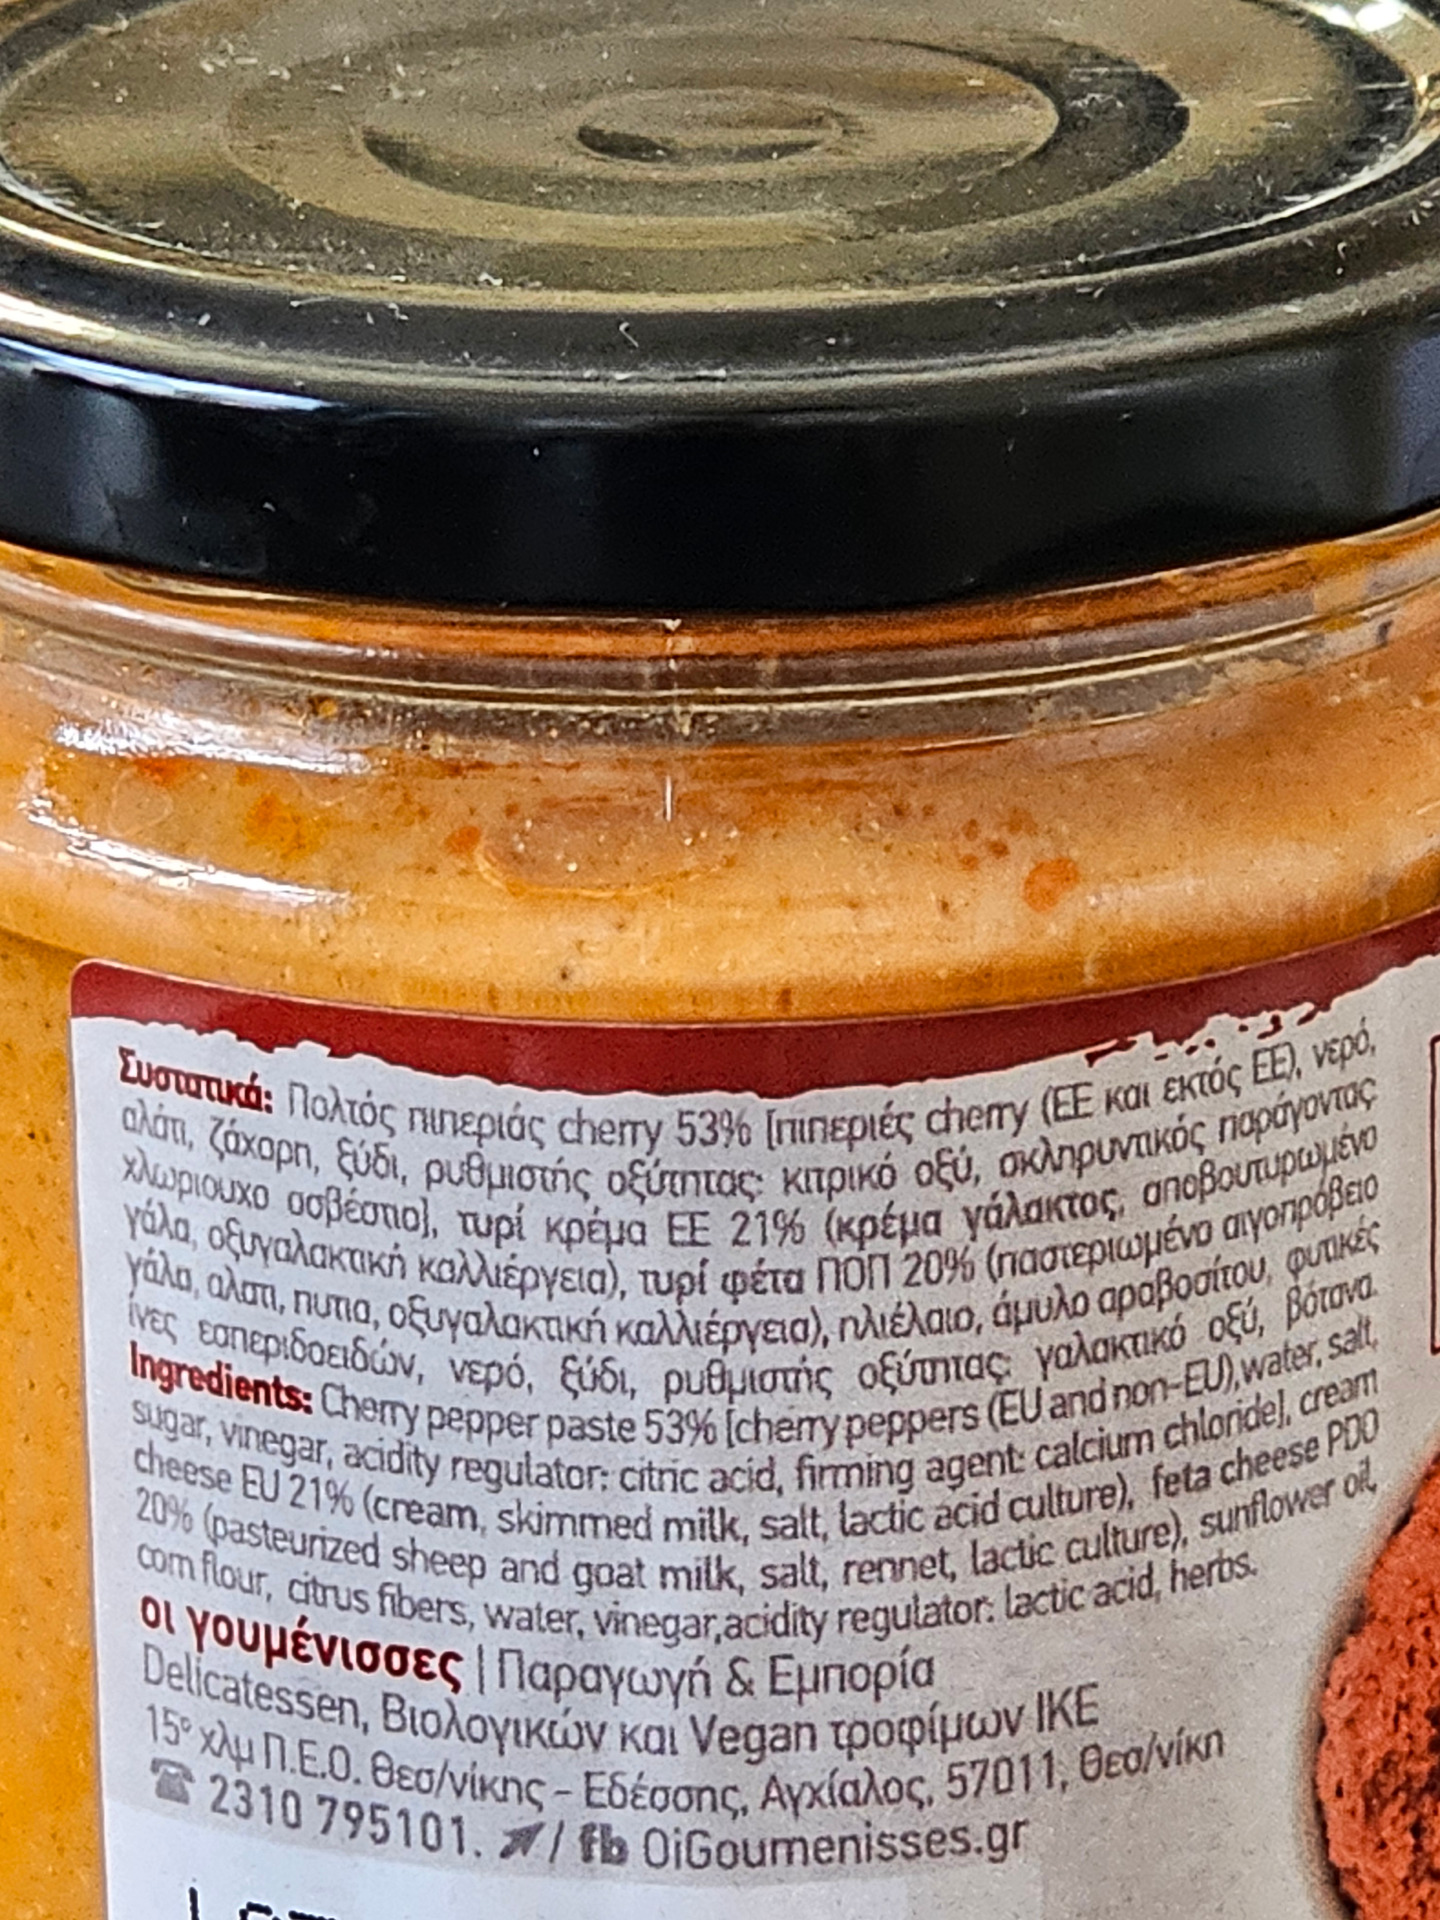 Συστατικά: Πολτός πιπεριάς cherry 53% [πιπεριές cherry (ΕΕ και εκτός ΕΕ), νερό,
αλάτι, ζάχαρη, ξύδι, ρυθμιστής οξύτητας: κιτρικό οξύ, σκληρυντικός παράγοντας
χλωριούχο ασβέστιο], τυρί κρέμα ΕΕ 21% (κρέμα γάλακτος, αποβουτυρωμένο
γάλα, οξυγαλακτική καλλιέργεια), τυρί φέτα ΠΟΠ 20% (παστεριωμένο αιγοπρόβειο
γάλα, αλατι, πυτια, οξυγαλακτική καλλιέργεια), ηλιέλαιο, άμυλο αραβοσίτου, φυτικές
ίνες εσπεριδοειδών, νερό, ξύδι, ρυθμιστής οξύτητας: γαλακτικό οξύ, βότανα.
Ingredients: Cherry pepper paste 53% [cherry peppers (EU and non-EU),water, salt,
sugar, vinegar, acidity regulator: citric acid, firming agent: calcium chloride], cream
cheese EU 21% (cream, skimmed milk, salt, lactic acid culture), feta cheese PDO
20% (pasteurized sheep and goat milk, salt, rennet, lactic culture), sunflower oil,
corn flour, citrus fibers, water, vinegar,acidity regulator: lactic acid, herbs.
οι γουμένισσες | Παραγωγή & Εμπορία
Delicatessen, Βιολογικών και Vegan τροφίμων ΙΚΕ
15° χλμ Π.Ε.Ο. Θεσ/νίκης - Εδέσσης, Αγχίαλος, 57011, Θεσ/νίκη
2310 795101. / fb OiGoumenisses.gr